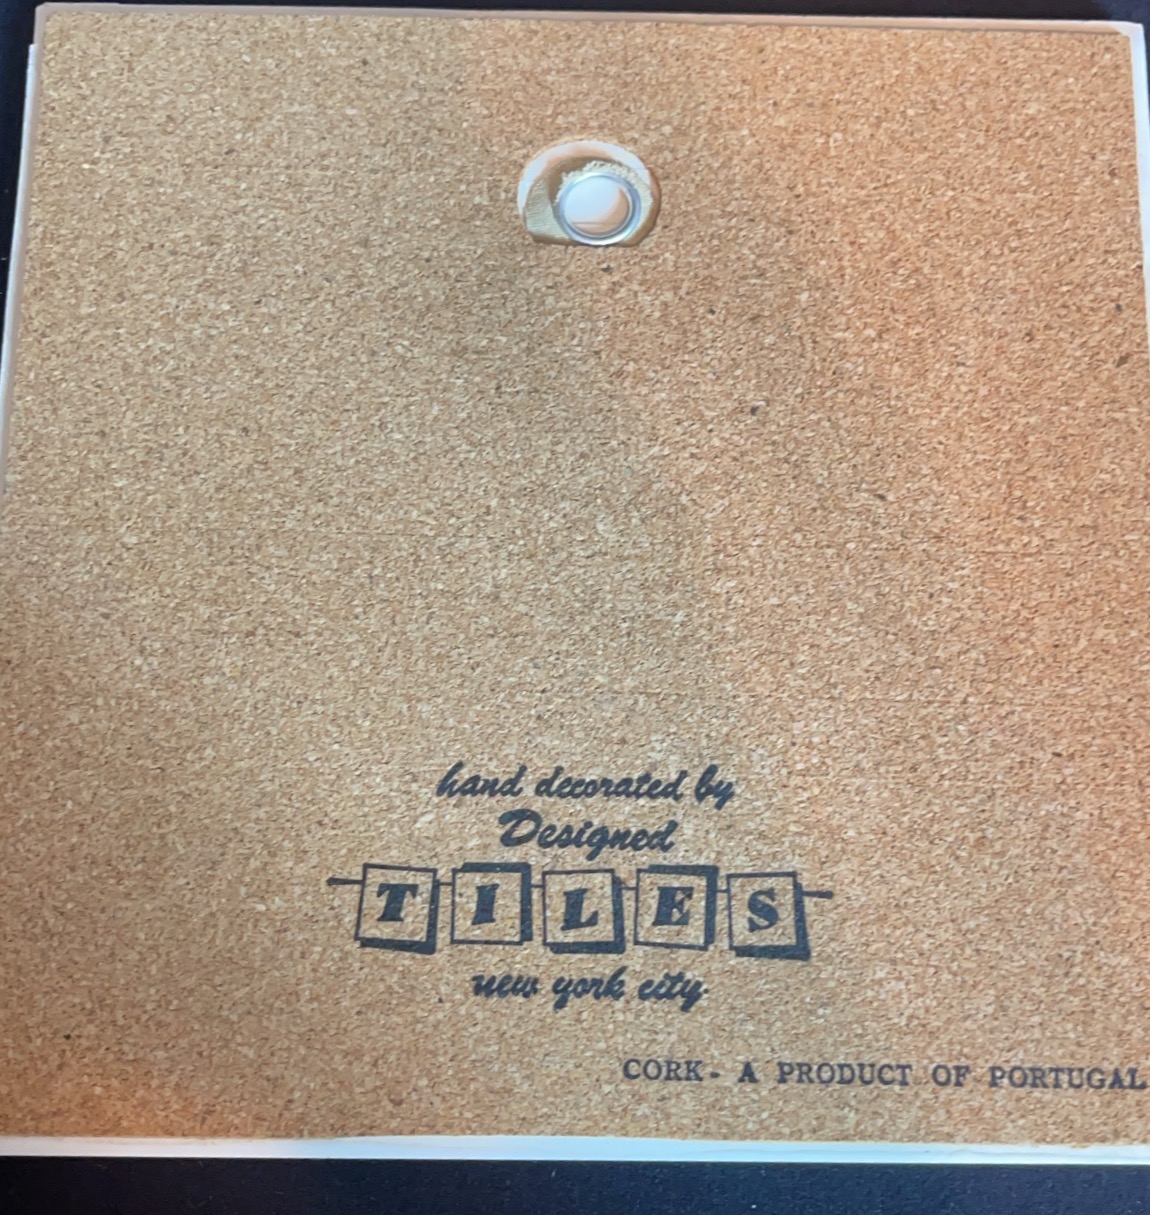 hand decorated by
Designed
TILES
new york city
CORK- A PRODUCT OF PORTUGAL